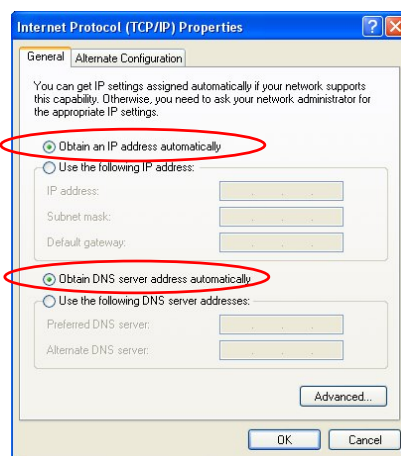 Internet Protocol (TCP/IP) Properties
General
Alternate Configuration
You can get IP settings assigned automatically if your network supports
this capability. Otherwise, you need to ask your network administrator for
the appropriate IP settings.
Obtain an IP address automatically
Use the following IP address:
IP address:
Subnet mask:
Default gateway:
Obtain DNS server address automatically
Use the following DNS server addresses:
Preferred DNS server:
Alternate DNS server:
Advanced...
OK
Cancel